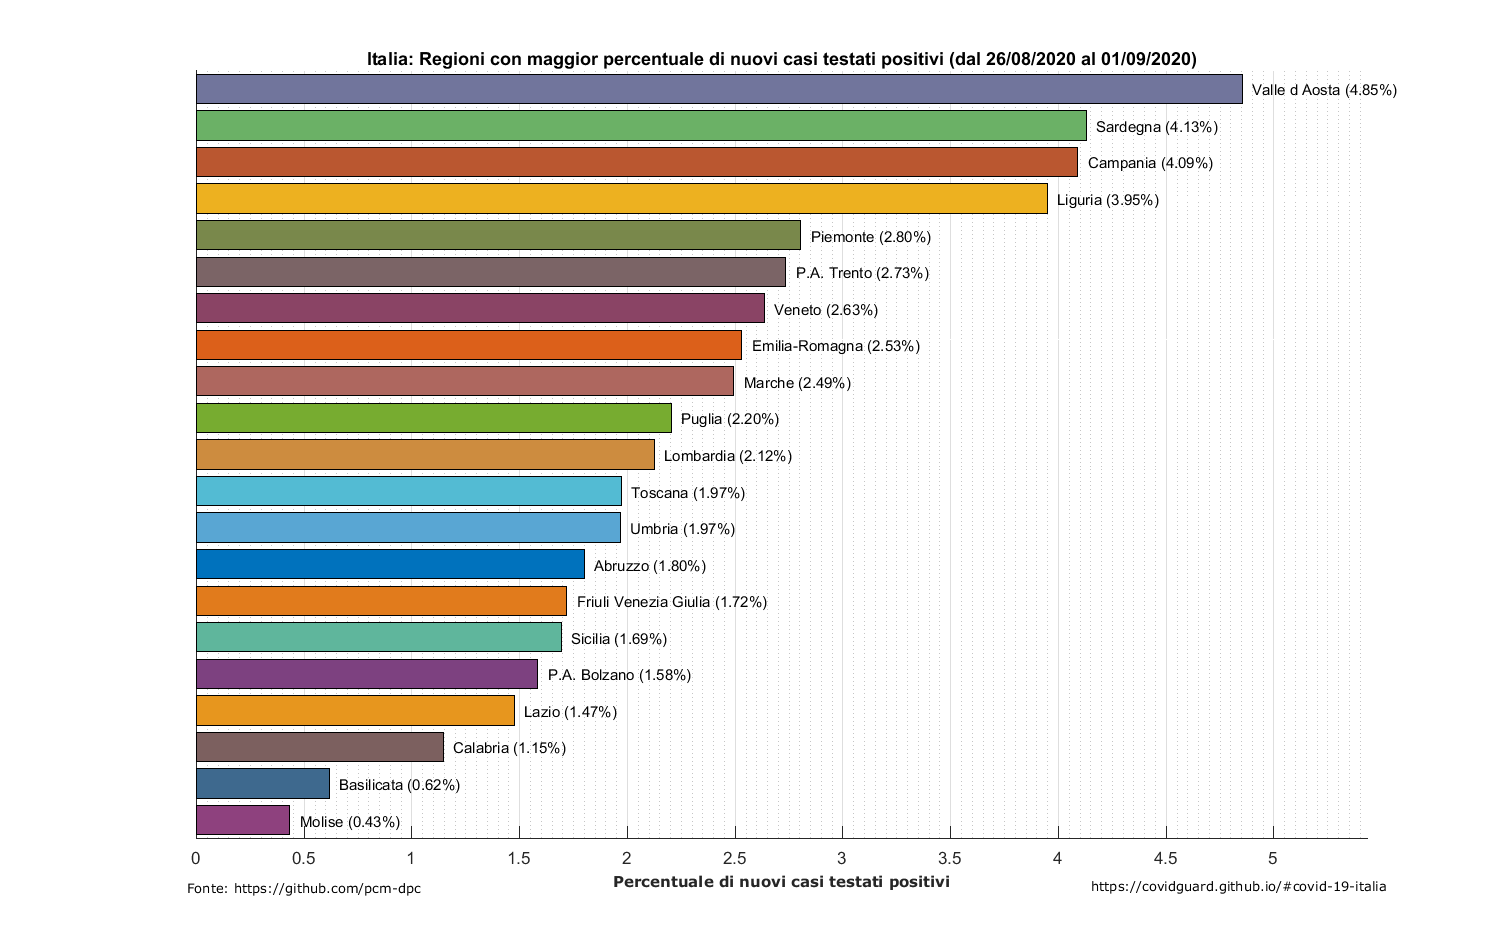 Italia: Regioni con maggior percentuale di nuovi casi testati positivi (dal 26/08/2020 al 01/09/2020)
Valle d Aosta (4.85%)
Sardegna (4.13%)
Campania (4.09%)
Liguria (3.95%)
Piemonte (2.80%)
P.A. Trento (2.73%)
Veneto (2.63%)
Emilia-Romagna (2.53%)
Marche (2.49%)
Puglia (2.20%)
Lombardia (2.12%)
Toscana (1.97%)
Umbria (1.97%)
Abruzzo (1.80%)
Friuli Venezia Giulia (1.72%)
Sicilia (1.69%)
P.A. Bolzano (1.58%)
Lazio (1.47%)
Calabria (1.15%)
Basilicata (0.62%)
Molise (0.43%)
0 0.5 1 1.5 2 2.5 3 3.5 4 4.5 5
Percentuale di nuovi casi testati positivi
Fonte: https://github.com/pcm-dpc
https://covidguard.github.io/#covid-19-italia